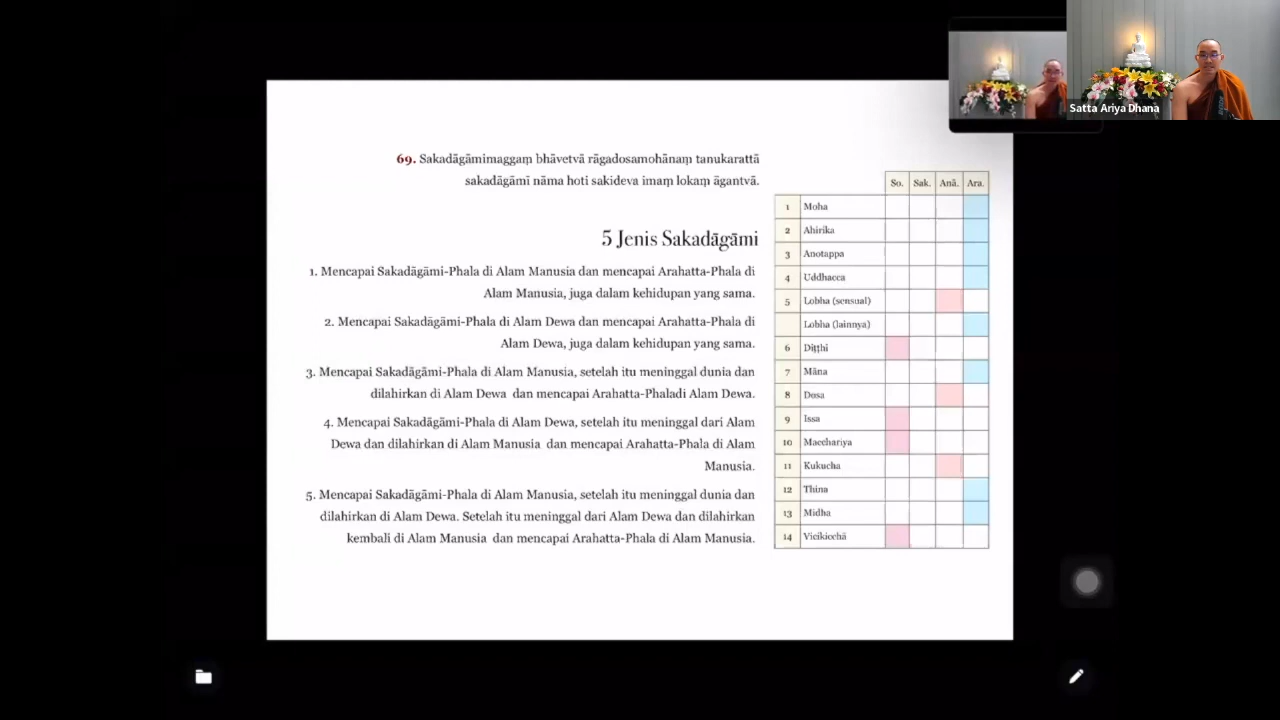 Satta Ariya Dhana
69. Sakadāgāmimaggaṃ bhāvetvā rāgadosamohānaṃ tanukarattā
sakadāgāmī nāma hoti sakideva imaṃ lokaṃ āgantvā.
5 Jenis Sakadāgāmi
1. Mencapai Sakadāgāmi-Phala di Alam Manusia dan mencapai Arahatta-Phala di
Alam Manusia, juga dalam kehidupan yang sama.
2. Mencapai Sakadāgāmi-Phala di Alam Dewa dan mencapai Arahatta-Phala di
Alam Dewa, juga dalam kehidupan yang sama.
3. Mencapai Sakadāgāmi-Phala di Alam Manusia, setelah itu meninggal dunia dan
dilahirkan di Alam Dewa dan mencapai Arahatta-Phaladi Alam Dewa.
4. Mencapai Sakadāgāmi-Phala di Alam Dewa, setelah itu meninggal dari Alam
Dewa dan dilahirkan di Alam Manusia dan mencapai Arahatta-Phala di Alam
Manusia.
5. Mencapai Sakadāgāmi-Phala di Alam Manusia, setelah itu meninggal dunia dan
dilahirkan di Alam Dewa. Setelah itu meninggal dari Alam Dewa dan dilahirkan
kembali di Alam Manusia dan mencapai Arahatta-Phala di Alam Manusia.
So. Sak. Anā. Ara.
1 Moha
2 Ahirika
3 Anotappa
4 Uddhacca
5 Lobha (sensual)
Lobha (lainnya)
6 Diṭṭhi
7 Māna
8 Dosa
9 Issa
10 Macchariya
11 Kukucha
12 Thina
13 Midha
14 Vicikicchā